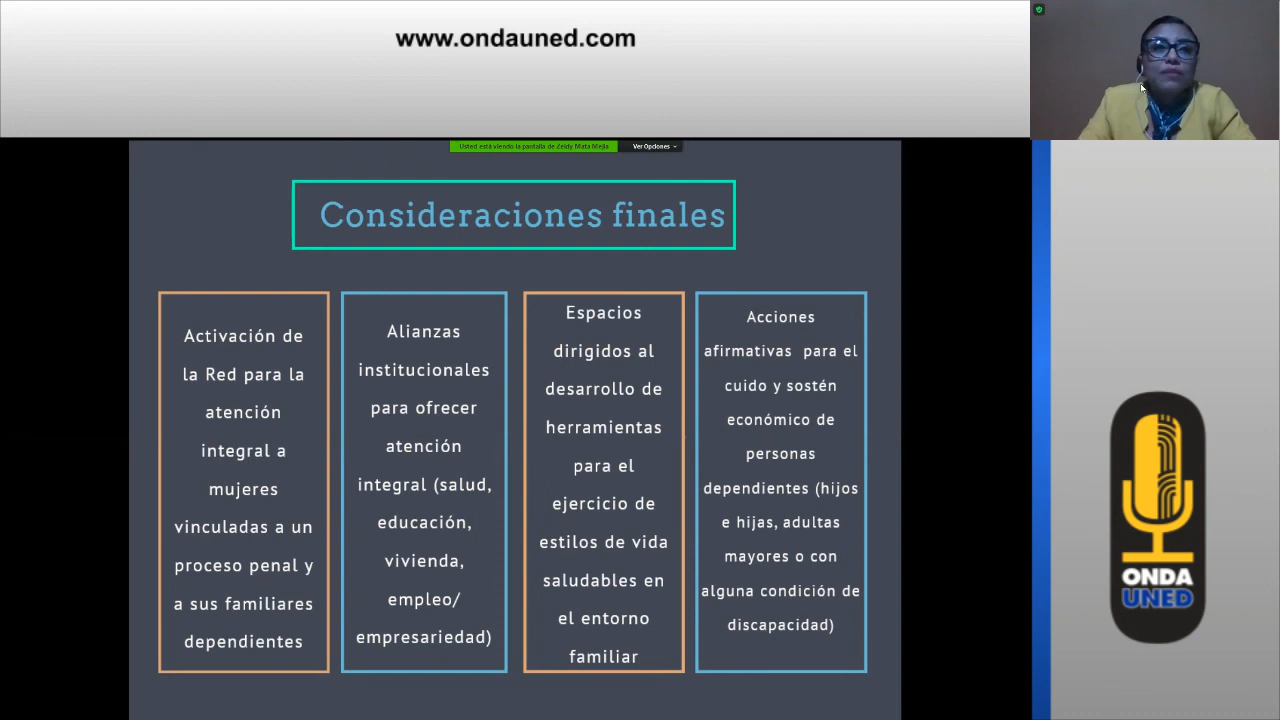 www.ondauned.com
Usted está viendo la pantalla de Zeidy Mata Mejia
Ver Opciones
Consideraciones finales
Activación de
la Red para la
atención
integral a
mujeres
vinculadas a un
proceso penal y
a sus familiares
dependientes
Alianzas
institucionales
para ofrecer
atención
integral (salud,
educación,
vivienda,
empleo/
empresariedad)
Espacios
dirigidos al
desarrollo de
herramientas
para el
ejercicio de
estilos de vida
saludables en
el entorno
familiar
Acciones
afirmativas para el
cuido y sostén
económico de
personas
dependientes (hijos
e hijas, adultas
mayores o con
alguna condición de
discapacidad)
ONDA
UNED